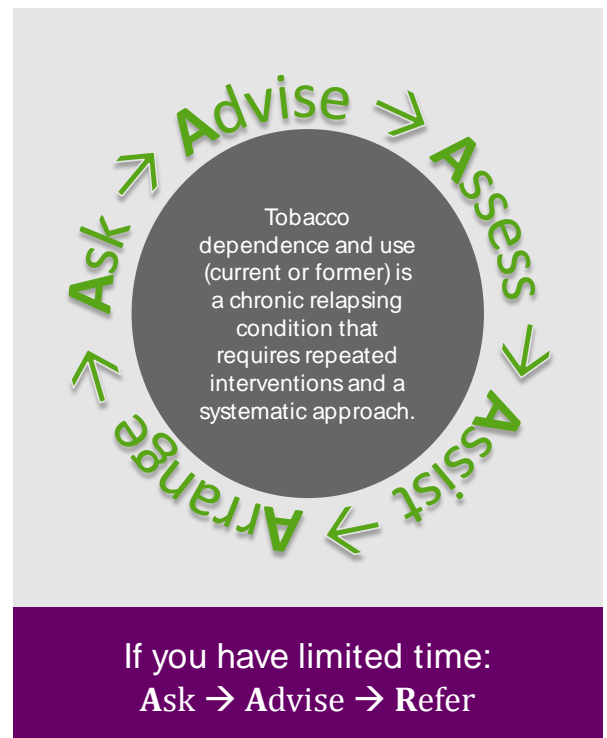 Ask → Advise → Assess → Assist → Arrange →
Tobacco
dependence and use
(current or former) is
a chronic relapsing
condition that
requires repeated
interventions and a
systematic approach.
If you have limited time:
Ask → Advise → Refer